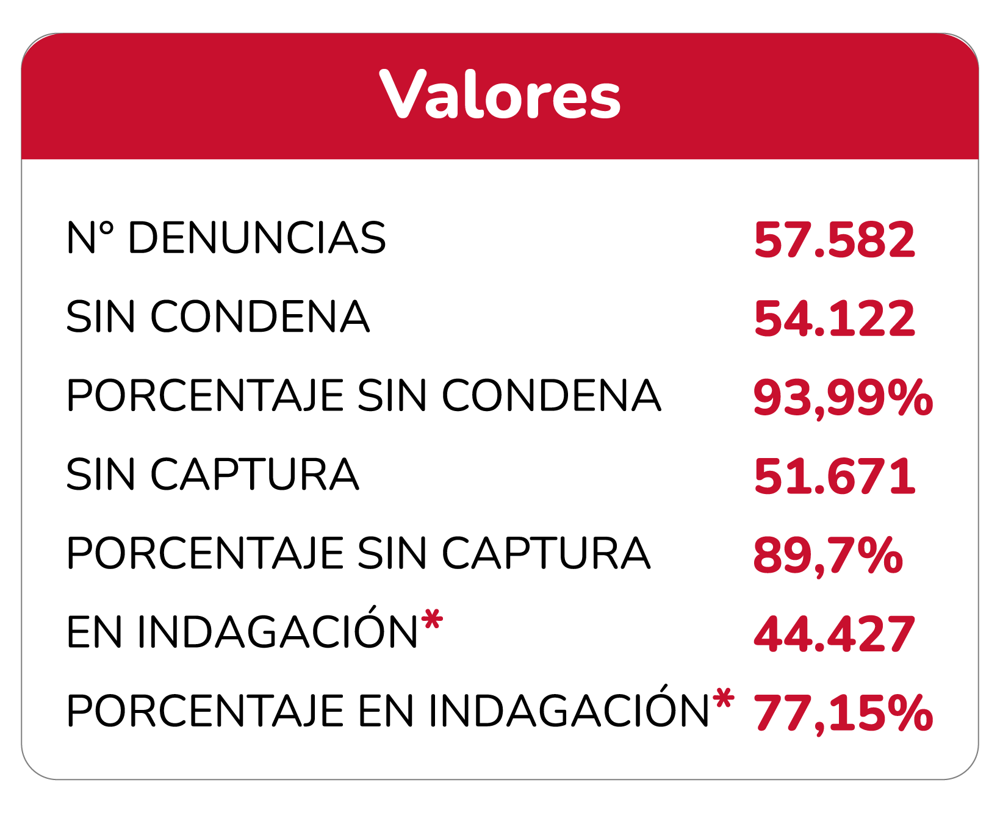 Valores
N° DENUNCIAS 57.582
SIN CONDENA 54.122
PORCENTAJE SIN CONDENA 93,99%
SIN CAPTURA 51.671
PORCENTAJE SIN CAPTURA 89,7%
EN INDAGACIÓN* 44.427
PORCENTAJE EN INDAGACIÓN* 77,15%